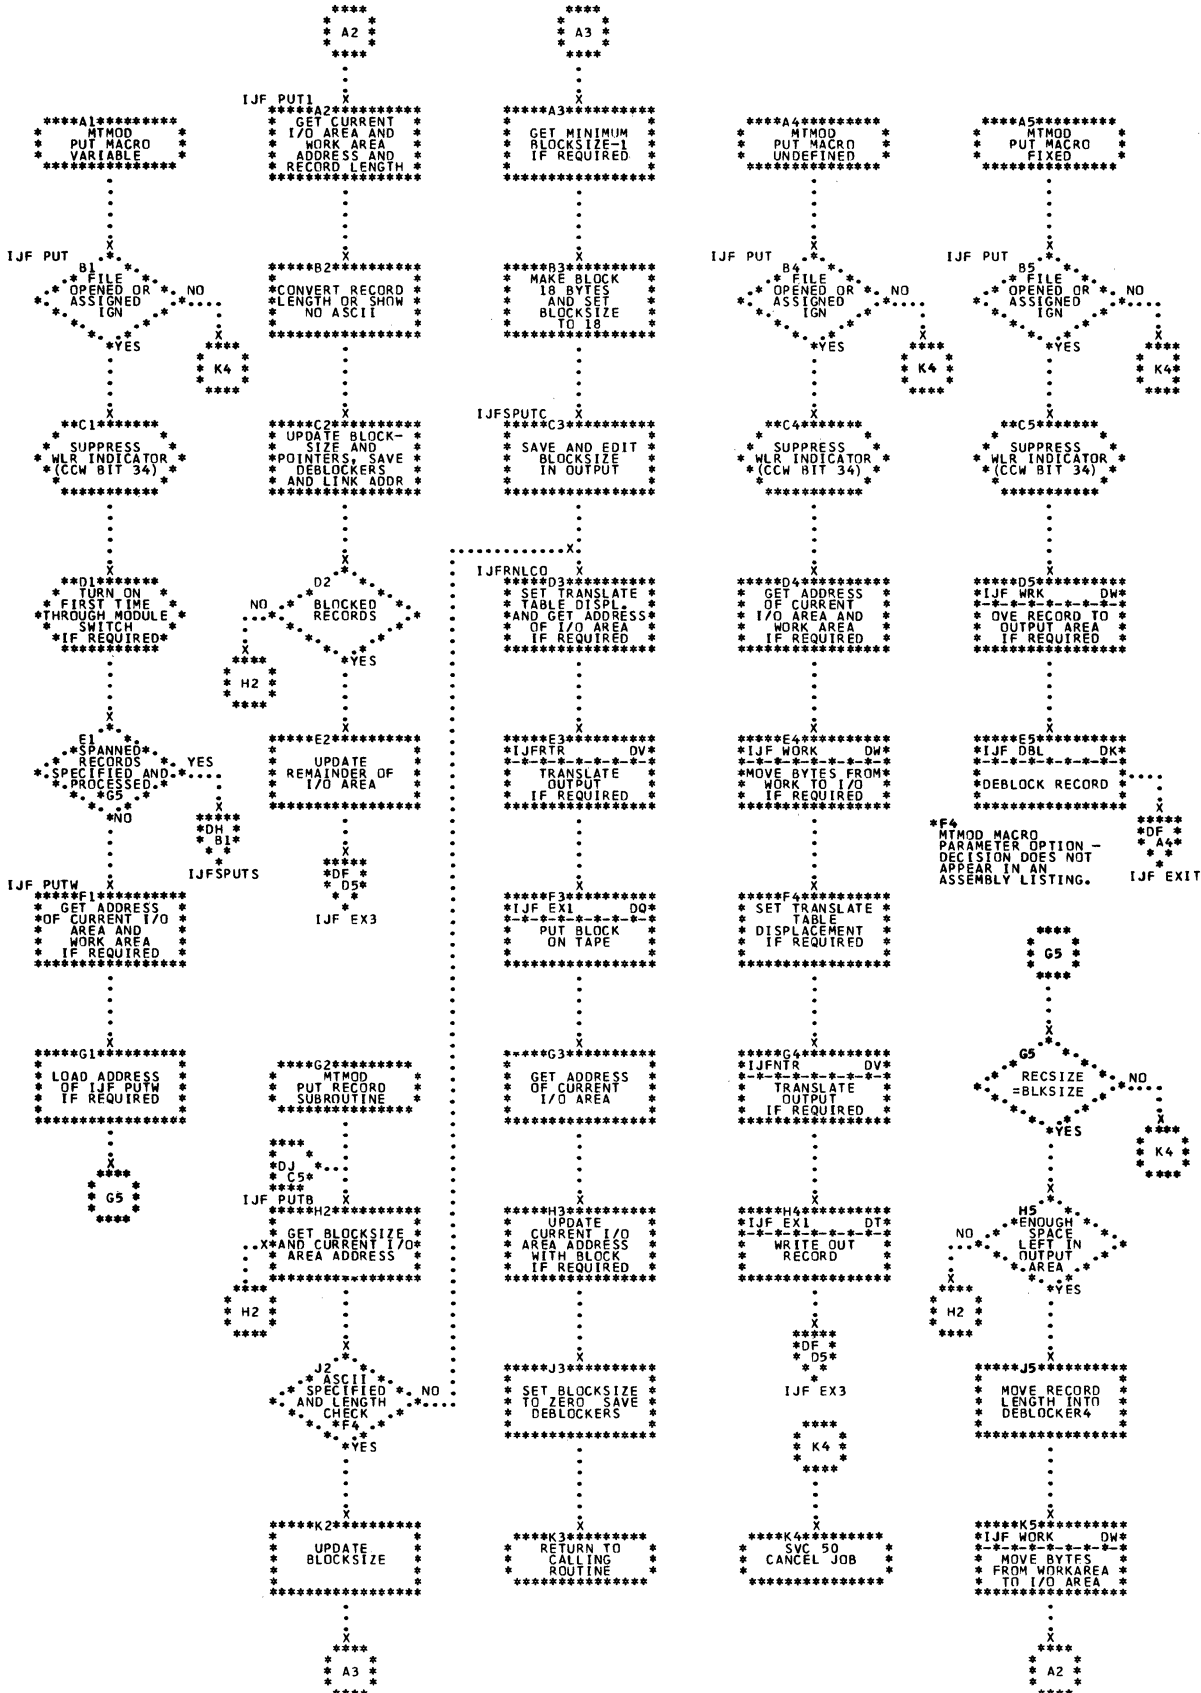 A2
IJF PUT1
A2
GET CURRENT
I/O AREA AND
WORK AREA
ADDRESS AND
RECORD LENGTH
B2
CONVERT RECORD
LENGTH OR SHOW
NO ASCII
C2
UPDATE BLOCK-
SIZE AND
POINTERS, SAVE
DEBLOCKERS
AND LINK ADDR
D2
BLOCKED
RECORDS
NO
H2
YES
E2
UPDATE
REMAINDER OF
I/O AREA
DF
D5
IJF EX3
A1
MTMOD
PUT MACRO
VARIABLE
IJF PUT
B1
FILE
OPENED OR
ASSIGNED
IGN
NO
K4
YES
C1
SUPPRESS
WLR INDICATOR
(CCW BIT 34)
D1
TURN ON
FIRST TIME
THROUGH MODULE
SWITCH
IF REQUIRED
E1
SPANNED
RECORDS
SPECIFIED AND
PROCESSED.
*G5
YES
DH
B1
IJFSPUTS
NO
IJF PUTW
F1
GET ADDRESS
OF CURRENT I/O
AREA AND
WORK AREA
IF REQUIRED
G1
LOAD ADDRESS
OF IJF PUTW
IF REQUIRED
G5
G2
MTMOD
PUT RECORD
SUBROUTINE
DJ
C5
IJF PUTB
H2
GET BLOCKSIZE
AND CURRENT I/O
AREA ADDRESS
H2
J2
ASCII
SPECIFIED
AND LENGTH
CHECK
*F4
NO
YES
K2
UPDATE
BLOCKSIZE
A3
A3
A3
GET MINIMUM
BLOCKSIZE-1
IF REQUIRED
B3
MAKE BLOCK
18 BYTES
AND SET
BLOCKSIZE
TO 18
IJFSPUTC
C3
SAVE AND EDIT
BLOCKSIZE
IN OUTPUT
IJFRNLCO
D3
SET TRANSLATE
TABLE DISPL.
AND GET ADDRESS
OF I/O AREA
IF REQUIRED
E3
IJFRTR DV
TRANSLATE
OUTPUT
IF REQUIRED
F3
IJF EX1 DQ
PUT BLOCK
ON TAPE
G3
GET ADDRESS
OF CURRENT
I/O AREA
H3
UPDATE
CURRENT I/O
AREA ADDRESS
WITH BLOCK
IF REQUIRED
J3
SET BLOCKSIZE
TO ZERO SAVE
DEBLOCKERS
K3
RETURN TO
CALLING
ROUTINE
A4
MTMOD
PUT MACRO
UNDEFINED
IJF PUT
B4
FILE
OPENED OR
ASSIGNED
IGN
NO
K4
YES
C4
SUPPRESS
WLR INDICATOR
(CCW BIT 34)
D4
GET ADDRESS
OF CURRENT
I/O AREA AND
WORK AREA
IF REQUIRED
E4
IJF WORK DW
MOVE BYTES FROM
WORK TO I/O
IF REQUIRED
F4
SET TRANSLATE
TABLE
DISPLACEMENT
IF REQUIRED
G4
IJFNTR DV
TRANSLATE
OUTPUT
IF REQUIRED
H4
IJF EX1 DT
WRITE OUT
RECORD
DF
D5
IJF EX3
K4
K4
SVC 50
CANCEL JOB
A5
MTMOD
PUT MACRO
FIXED
IJF PUT
B5
FILE
OPENED OR
ASSIGNED
IGN
NO
K4
YES
C5
SUPPRESS
WLR INDICATOR
(CCW BIT 34)
D5
IJF WRK DW
OVE RECORD TO
OUTPUT AREA
IF REQUIRED
E5
IJF DBL DK
DEBLOCK RECORD
DF
A4
IJF EXIT
*F4
MTMOD MACRO
PARAMETER OPTION -
DECISION DOES NOT
APPEAR IN AN
ASSEMBLY LISTING.
G5
G5
RECSIZE
=BLKSIZE
NO
K4
YES
H5
ENOUGH
SPACE
LEFT IN
OUTPUT
AREA
NO
H2
YES
J5
MOVE RECORD
LENGTH INTO
DEBLOCKER4
K5
IJF WORK DW
MOVE BYTES
FROM WORKAREA
TO I/O AREA
A2